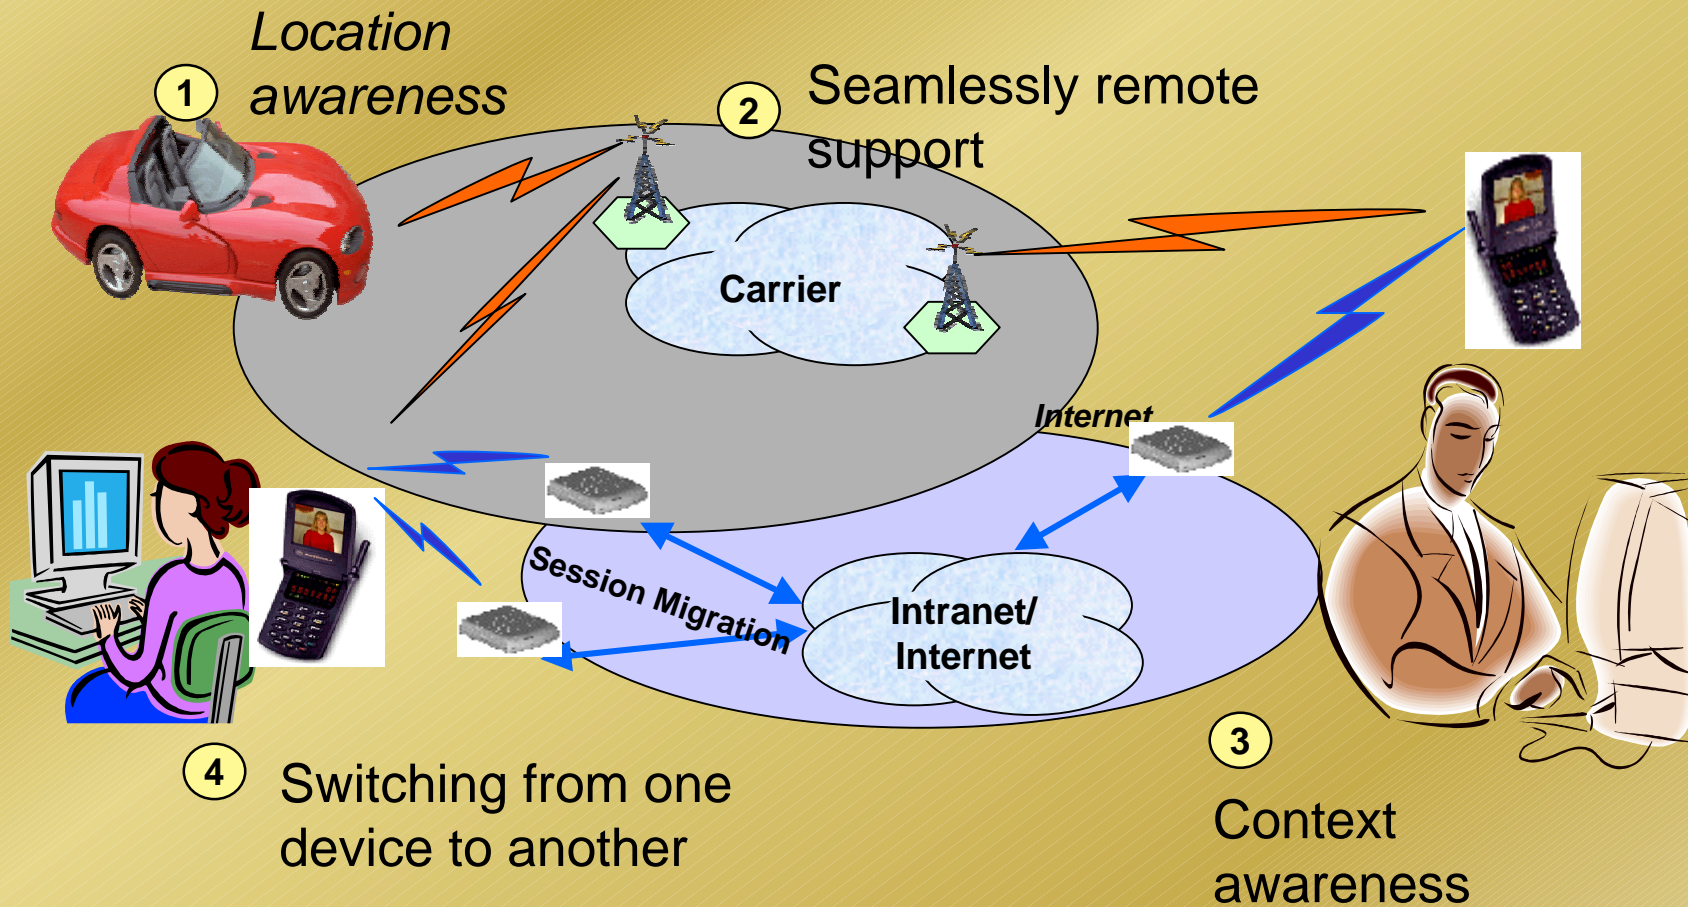 1
Location
awareness
2
Seamlessly remote
support
Carrier
Internet
Session Migration
Intranet/
Internet
3
Context
awareness
4
Switching from one
device to another